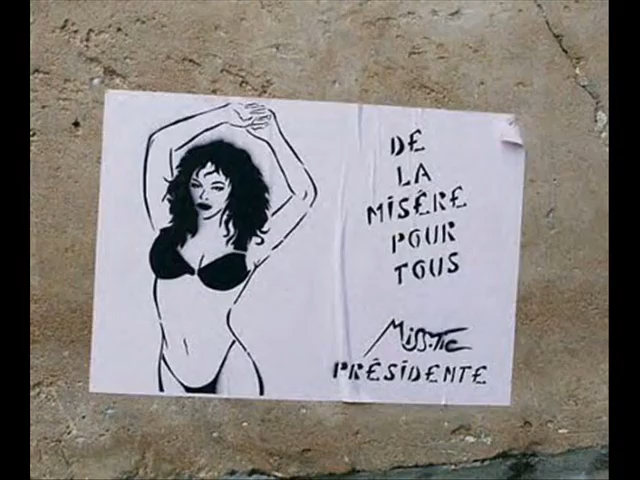 DE
LA
MISÈRE
POUR
TOUS
Miss.Tic
PRÉSIDENTE